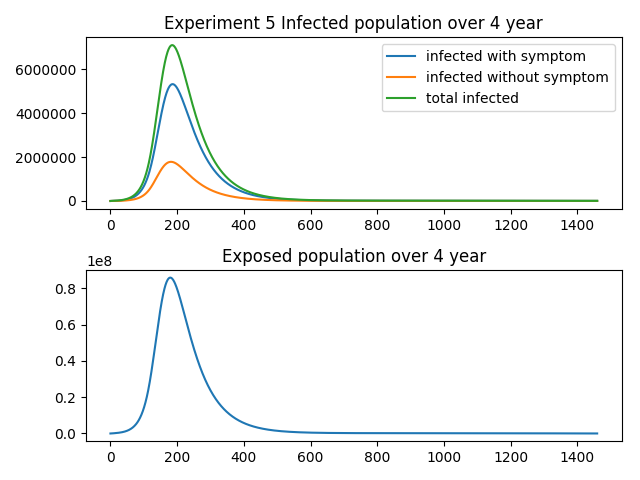 Experiment 5 Infected population over 4 year
6000000
4000000
2000000
0
infected with symptom
infected without symptom
total infected
0 200 400 600 800 1000 1200 1400
Exposed population over 4 year
1e8
0.8
0.6
0.4
0.2
0.0
0 200 400 600 800 1000 1200 1400